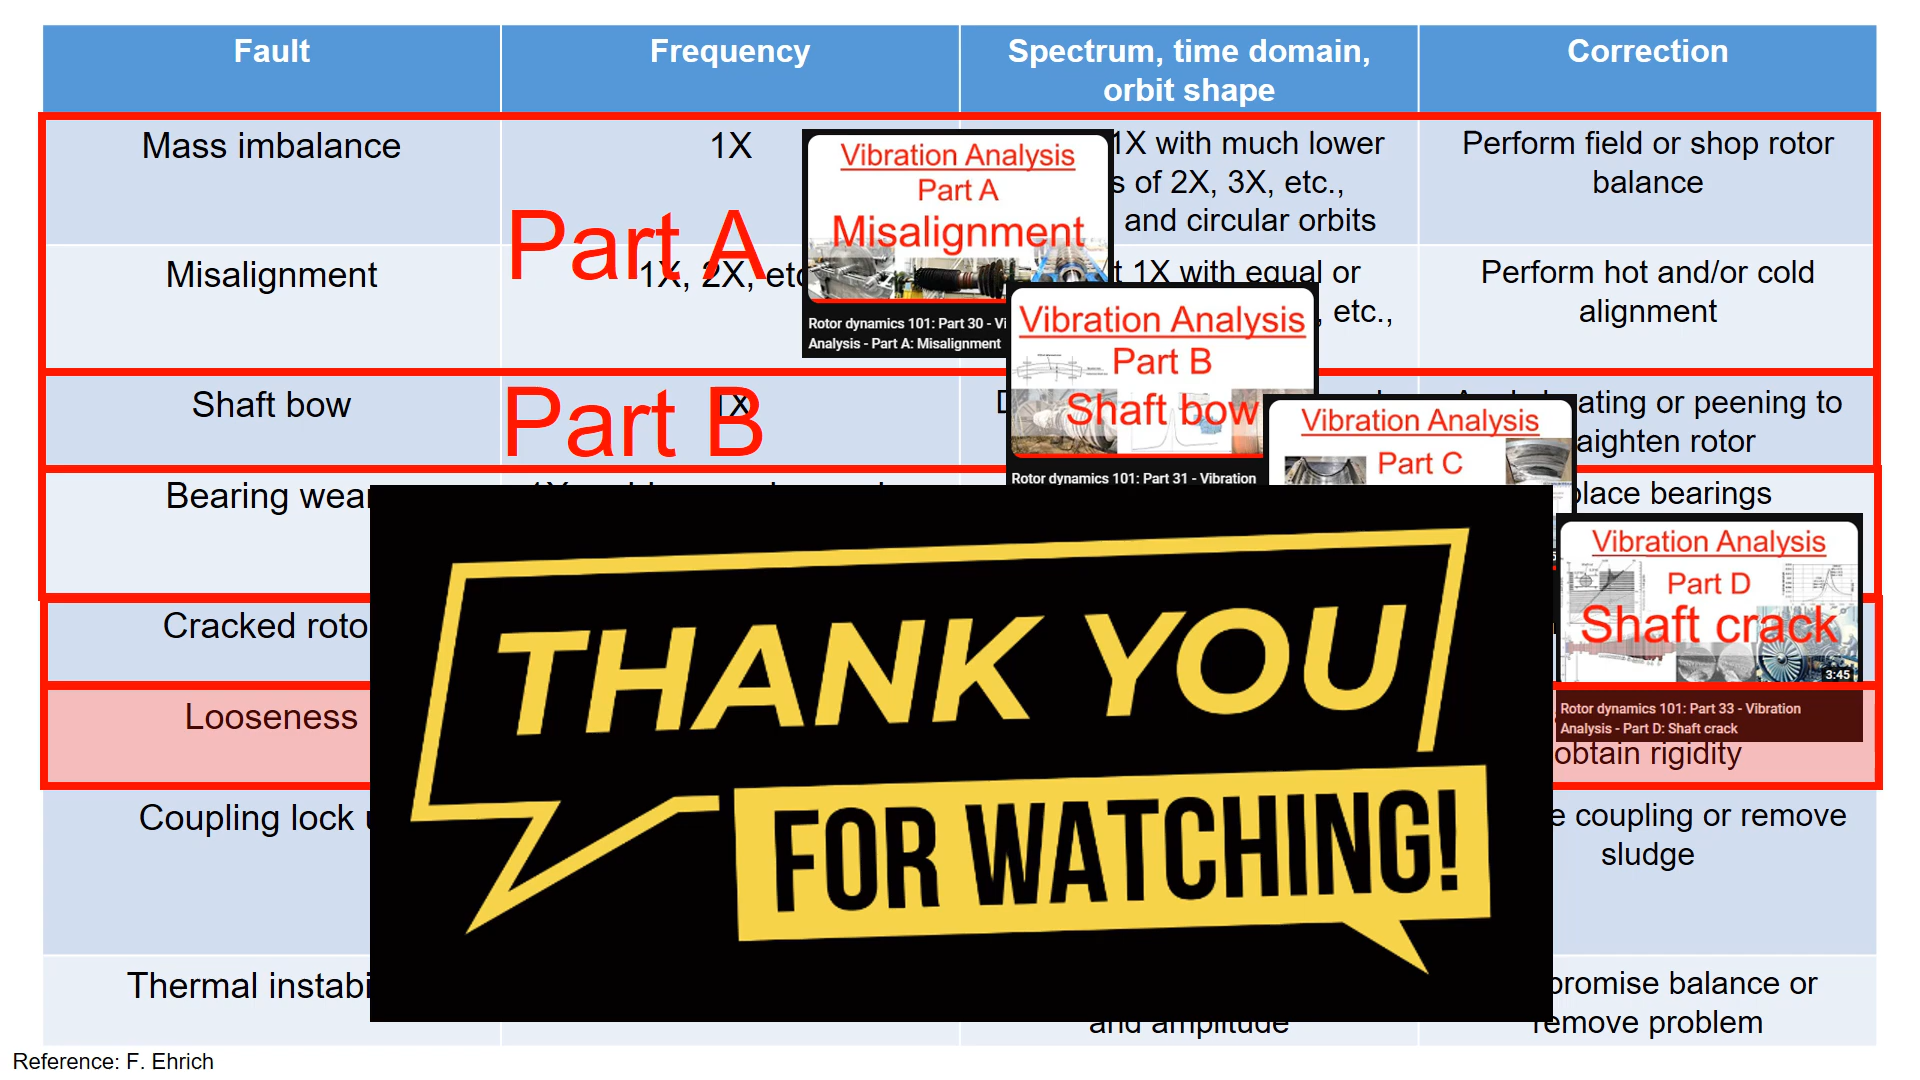 Fault
Frequency
Spectrum, time domain,
orbit shape
Correction
Mass imbalance
1X
1X with much lower
of 2X, 3X, etc.,
and circular orbits
Perform field or shop rotor
balance
Part A
Vibration Analysis
Part A
Misalignment
Rotor dynamics 101: Part 30 - Vi
Analysis - Part A: Misalignment
Misalignment
1X, 2X, etc
1X with equal or
, etc.,
Perform hot and/or cold
alignment
Vibration Analysis
Part B
Shaft bow
Rotor dynamics 101: Part 31 - Vibration
Shaft bow
Part B
1X
or peening to
rotor
Vibration Analysis
Part C
Bearing wear
bearings
Vibration Analysis
Part D
Shaft crack
3:45
Rotor dynamics 101: Part 33 - Vibration
Analysis - Part D: Shaft crack
Cracked roto
Looseness
obtain rigidity
THANK YOU
FOR WATCHING!
Coupling lock
coupling or remove
sludge
Thermal instabi
and amplitude
promise balance or
remove problem
Reference: F. Ehrich